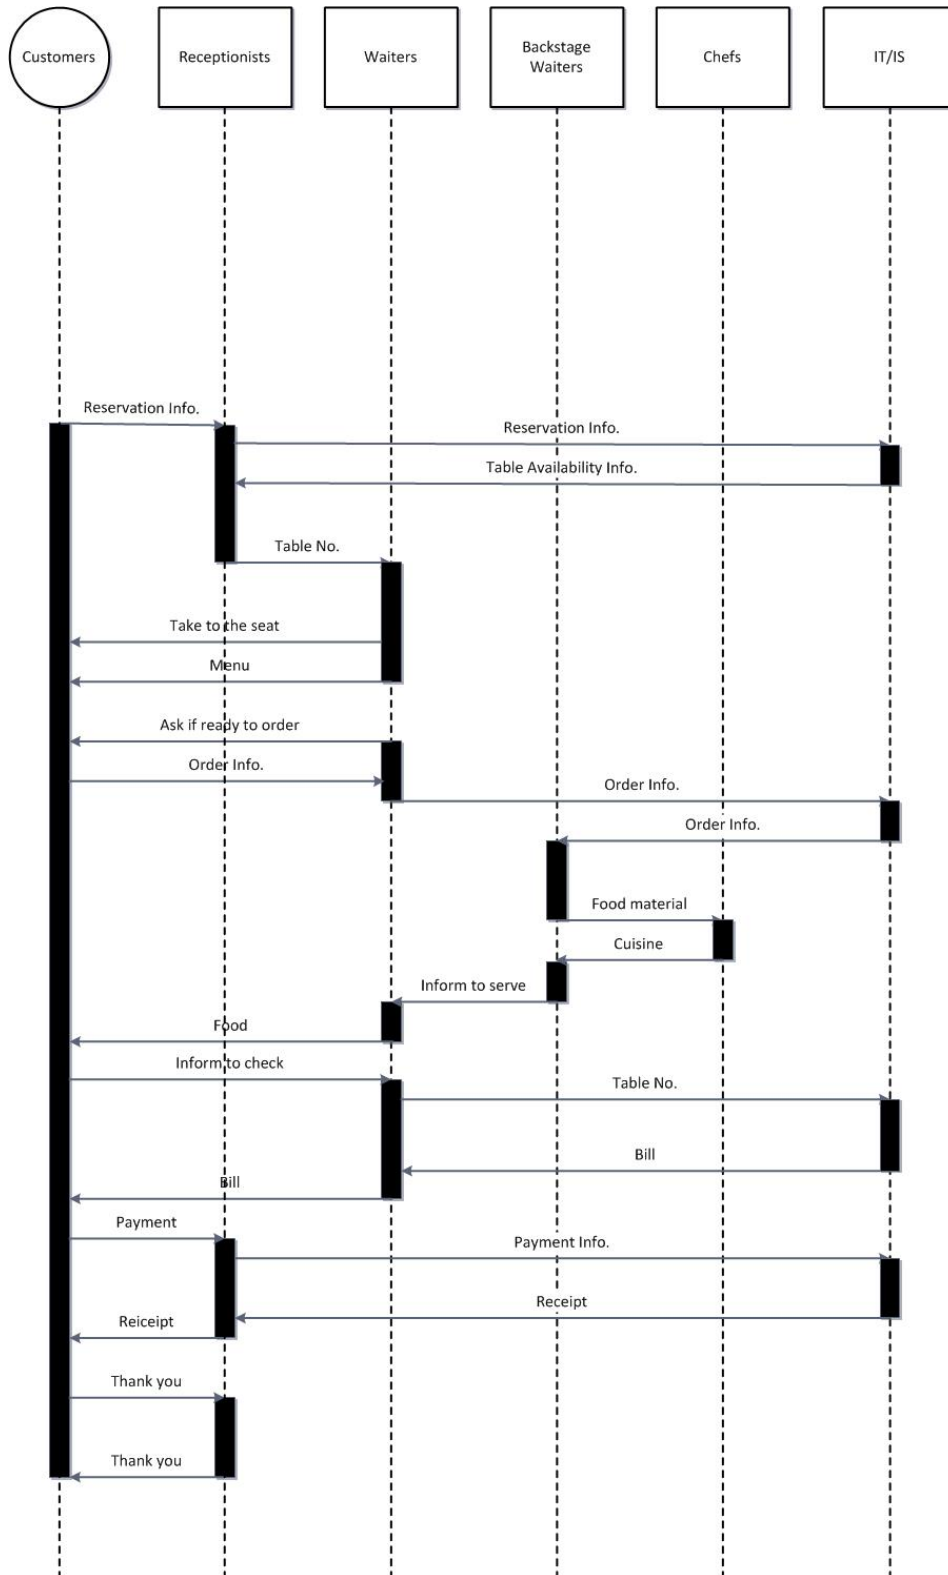 Customers
Receptionists
Waiters
Backstage
Waiters
Chefs
IT/IS
Reservation Info.
Reservation Info.
Table Availability Info.
Table No.
Take to the seat
Menu
Ask if ready to order
Order Info.
Order Info.
Order Info.
Food material
Cuisine
Inform to serve
Food
Inform to check
Table No.
Bill
Bill
Payment
Payment Info.
Receipt
Reiceipt
Thank you
Thank you